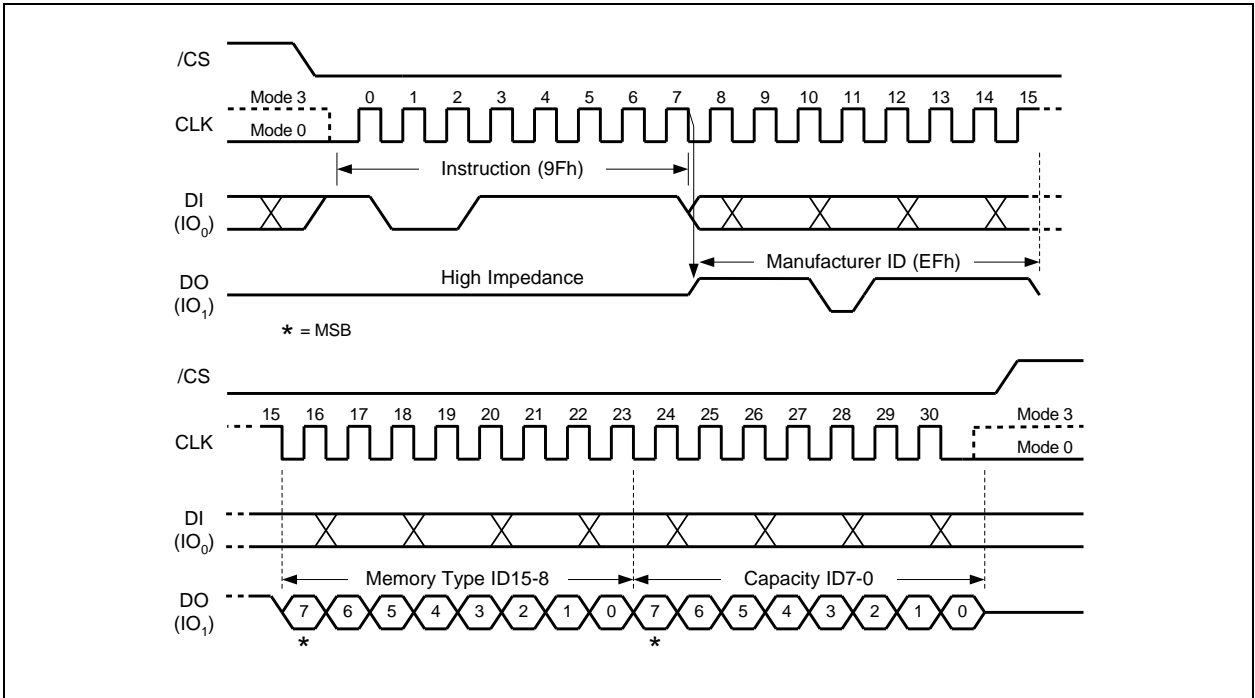 /CS
Mode 3 0 1 2 3 4 5 6 7 8 9 10 11 12 13 14 15
CLK
Mode 0
Instruction (9Fh)
DI
(IO0)
Manufacturer ID (EFh)
High Impedance
DO
(IO1)
* = MSB
/CS
15 16 17 18 19 20 21 22 23 24 25 26 27 28 29 30 Mode 3
CLK
Mode 0
DI
(IO0)
Memory Type ID15-8 Capacity ID7-0
DO
(IO1)
7 6 5 4 3 2 1 0 7 6 5 4 3 2 1 0
* *